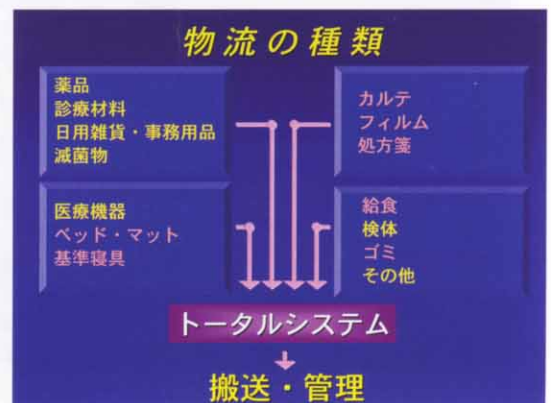 物流の種類
薬品
診療材料
日用雑貨・事務用品
滅菌物
カルテ
フィルム
処方箋
医療機器
ベッド・マット
基準寝具
給食
検体
ゴミ
その他
トータルシステム
搬送・管理